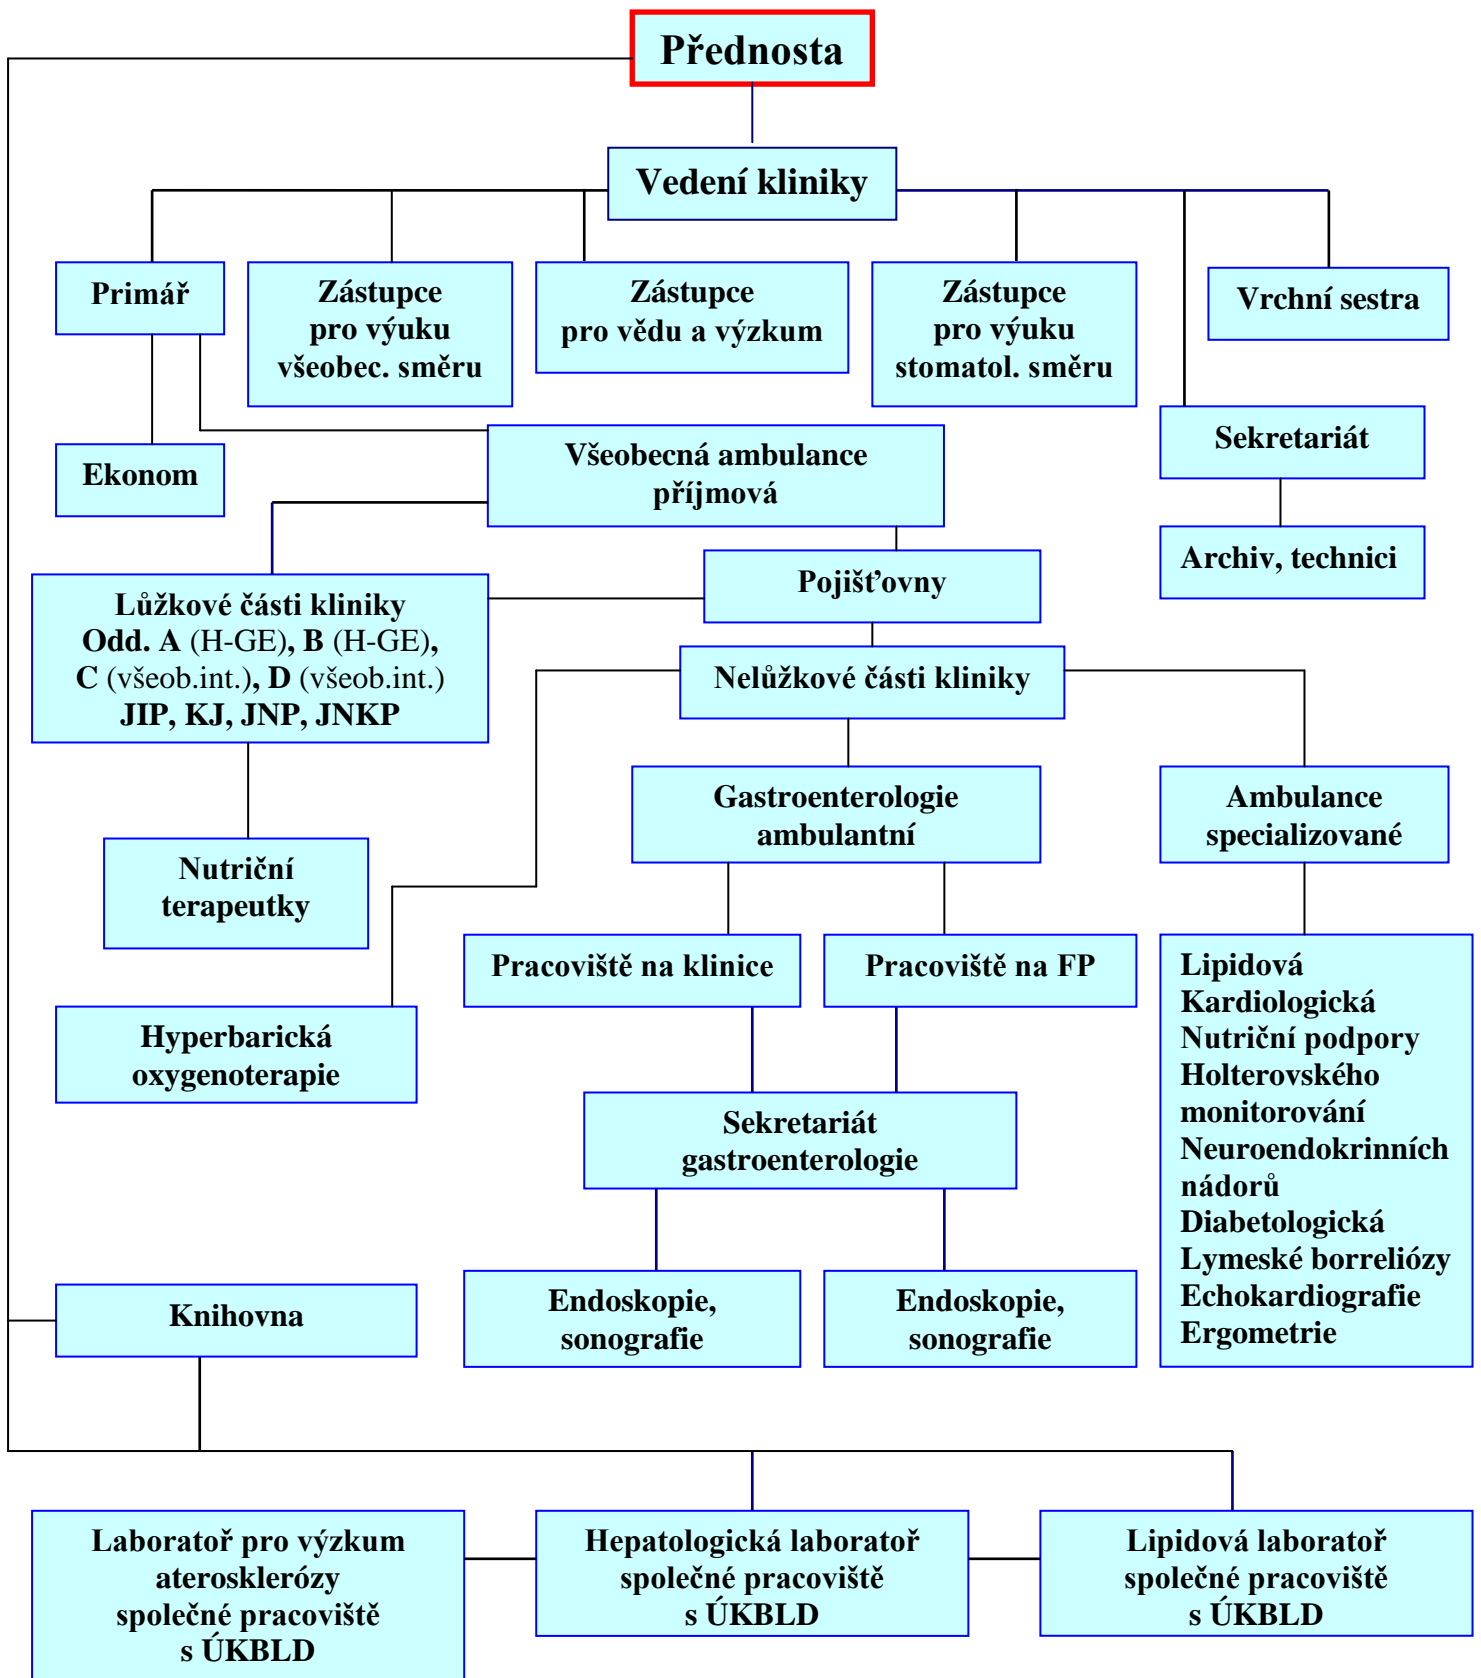 Přednosta
Vedení kliniky
Primář
Zástupce
pro výuku
všeobec. směru
Zástupce
pro vědu a výzkum
Zástupce
pro výuku
stomatol. směru
Vrchní sestra
Ekonom
Všeobecná ambulance
příjmová
Sekretariát
Archiv, technici
Pojišťovny
Lůžkové části kliniky
Odd. A (H-GE), B (H-GE),
C (všeob.int.), D (všeob.int.)
JIP, KJ, JNP, JNKP
Nelůžkové části kliniky
Gastroenterologie
ambulantní
Ambulance
specializované
Nutriční
terapeutky
Pracoviště na klinice
Pracoviště na FP
Lipidová
Kardiologická
Nutriční podpory
Holterovského
monitorování
Neuroendokrinních
nádorů
Diabetologická
Lymeské borreliózy
Echokardiografie
Ergometrie
Hyperbarická
oxygenoterapie
Sekretariát
gastroenterologie
Knihovna
Endoskopie,
sonografie
Endoskopie,
sonografie
Laboratoř pro výzkum
aterosklerózy
společné pracoviště
s ÚKBLD
Hepatologická laboratoř
společné pracoviště
s ÚKBLD
Lipidová laboratoř
společné pracoviště
s ÚKBLD